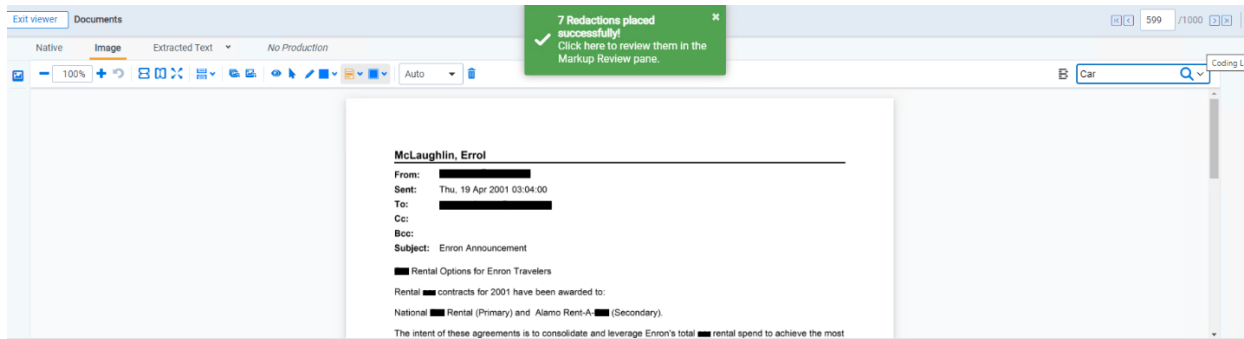 Exit viewer Documents
7 Redactions placed
successfully!
Click here to review them in the
Markup Review pane.
599 /1000
Native Image Extracted Text No Production
100% Auto Car
Coding L
McLaughlin, Errol
From:
Sent: Thu, 19 Apr 2001 03:04:00
To:
Cc:
Bcc:
Subject: Enron Announcement
Rental Options for Enron Travelers
Rental contracts for 2001 have been awarded to:
National Rental (Primary) and Alamo Rent-A- (Secondary).
The intent of these agreements is to consolidate and leverage Enron's total rental spend to achieve the most